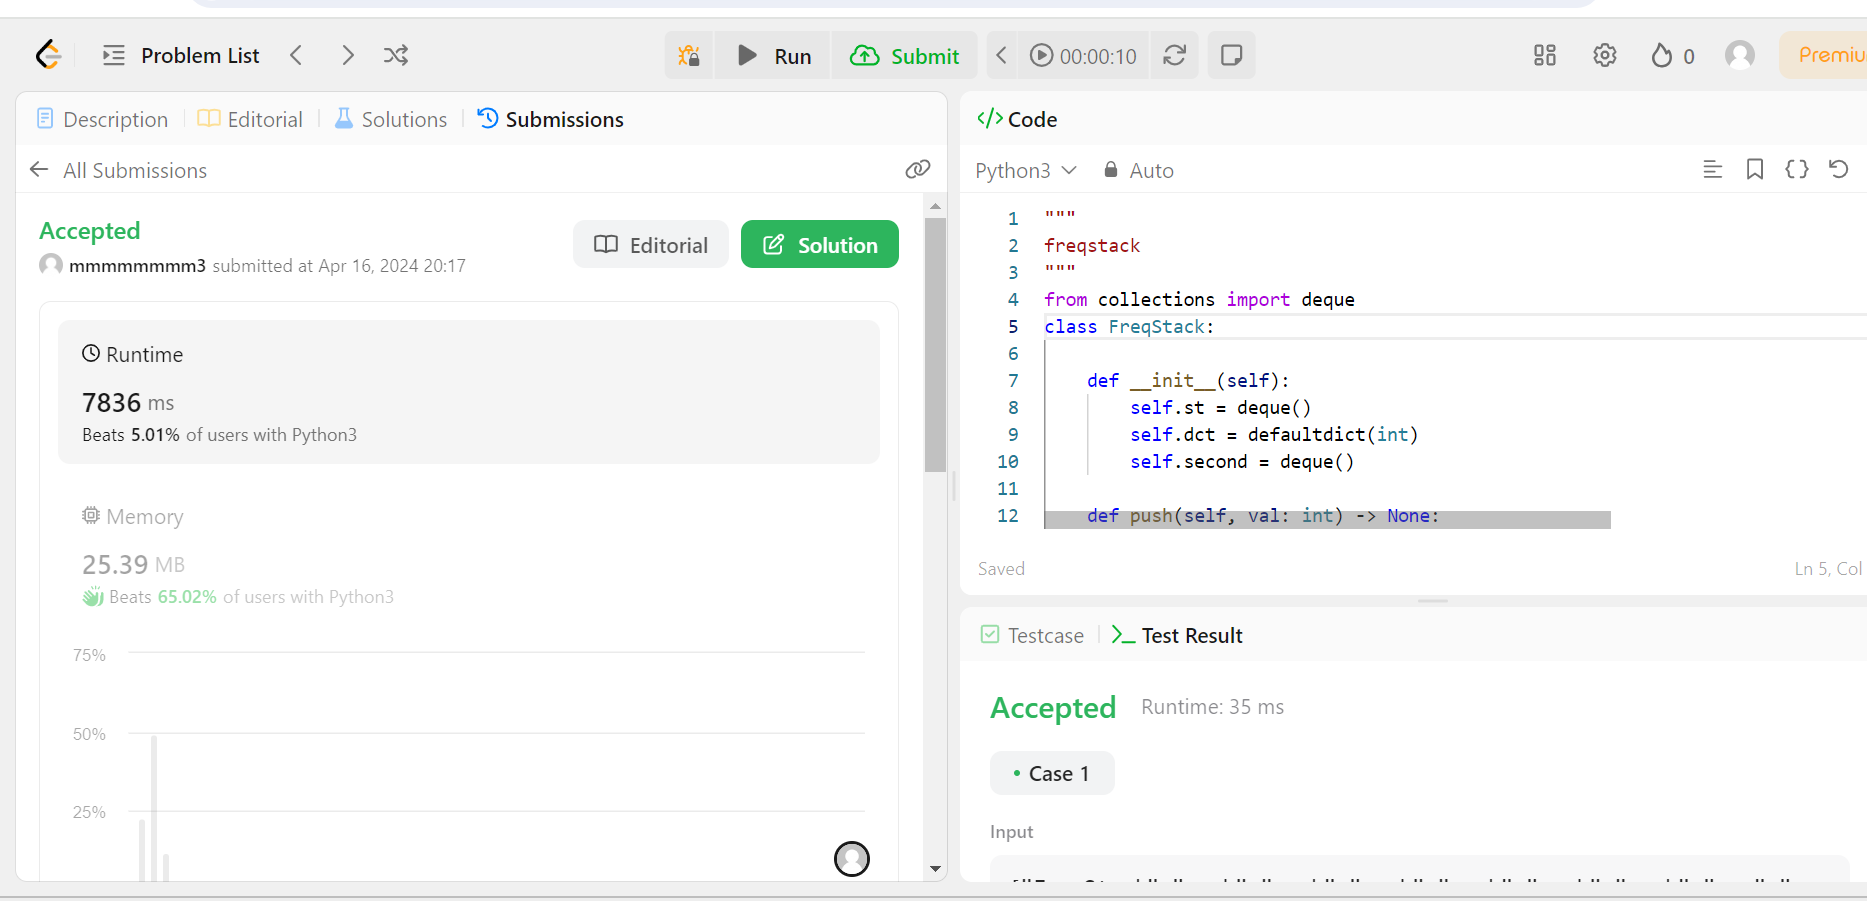 Problem List
Run
Submit
00:00:10
0
Premiu
Description
Editorial
Solutions
Submissions
All Submissions
Accepted
mmmmmmmm3 submitted at Apr 16, 2024 20:17
Editorial
Solution
Runtime
7836 ms
Beats 5.01% of users with Python3
Memory
25.39 MB
Beats 65.02% of users with Python3
75%
50%
25%
</> Code
Python3
Auto
1 """
2 freqstack
3 """
4 from collections import deque
5 class FreqStack:
6
7 def __init__(self):
8 self.st = deque()
9 self.dct = defaultdict(int)
10 self.second = deque()
11
12 def push(self, val: int) -> None:
Saved
Ln 5, Col
Testcase
Test Result
Accepted
Runtime: 35 ms
Case 1
Input